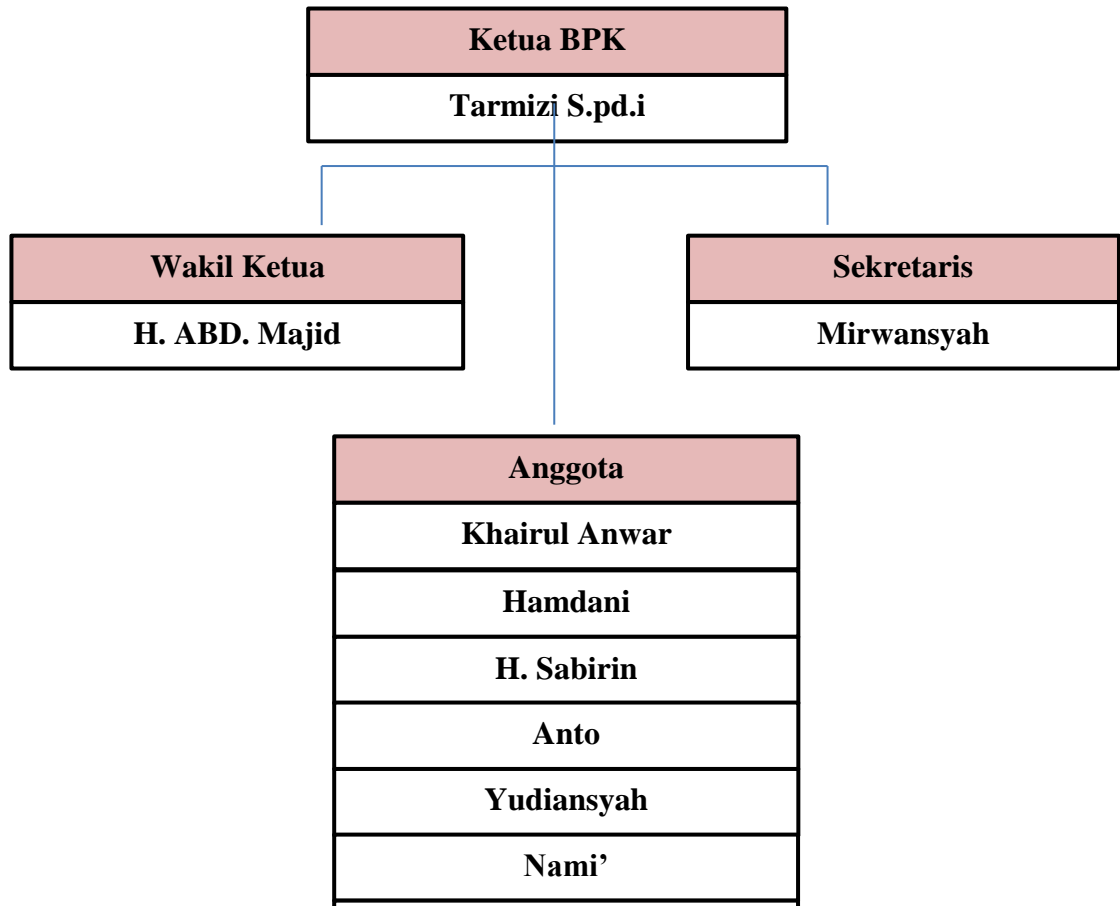 Ketua BPK
Tarmizi S.pd.i
Wakil Ketua
H. ABD. Majid
Sekretaris
Mirwansyah
Anggota
Khairul Anwar
Hamdani
H. Sabirin
Anto
Yudiansyah
Nami’